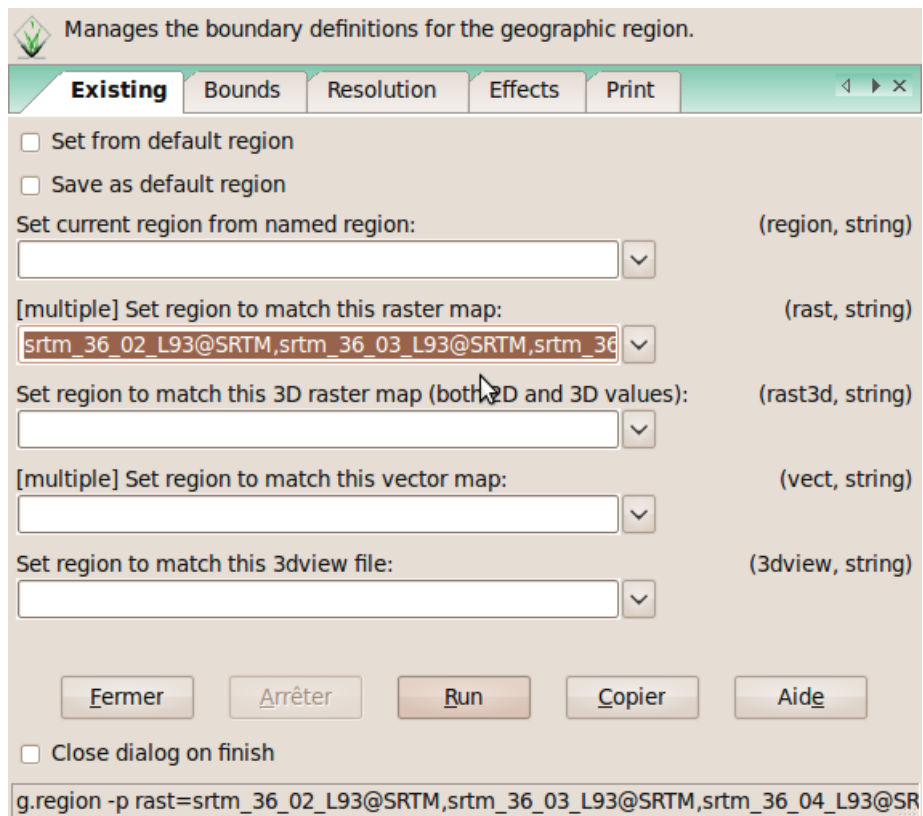 Manages the boundary definitions for the geographic region.
Existing Bounds Resolution Effects Print
Set from default region
Save as default region
Set current region from named region: (region, string)
[multiple] Set region to match this raster map: (rast, string)
srtm_36_02_L93@SRTM,srtm_36_03_L93@SRTM,srtm_36
Set region to match this 3D raster map (both 2D and 3D values): (rast3d, string)
[multiple] Set region to match this vector map: (vect, string)
Set region to match this 3dview file: (3dview, string)
Fermer Arrêter Run Copier Aide
Close dialog on finish
g.region -p rast=srtm_36_02_L93@SRTM,srtm_36_03_L93@SRTM,srtm_36_04_L93@SR